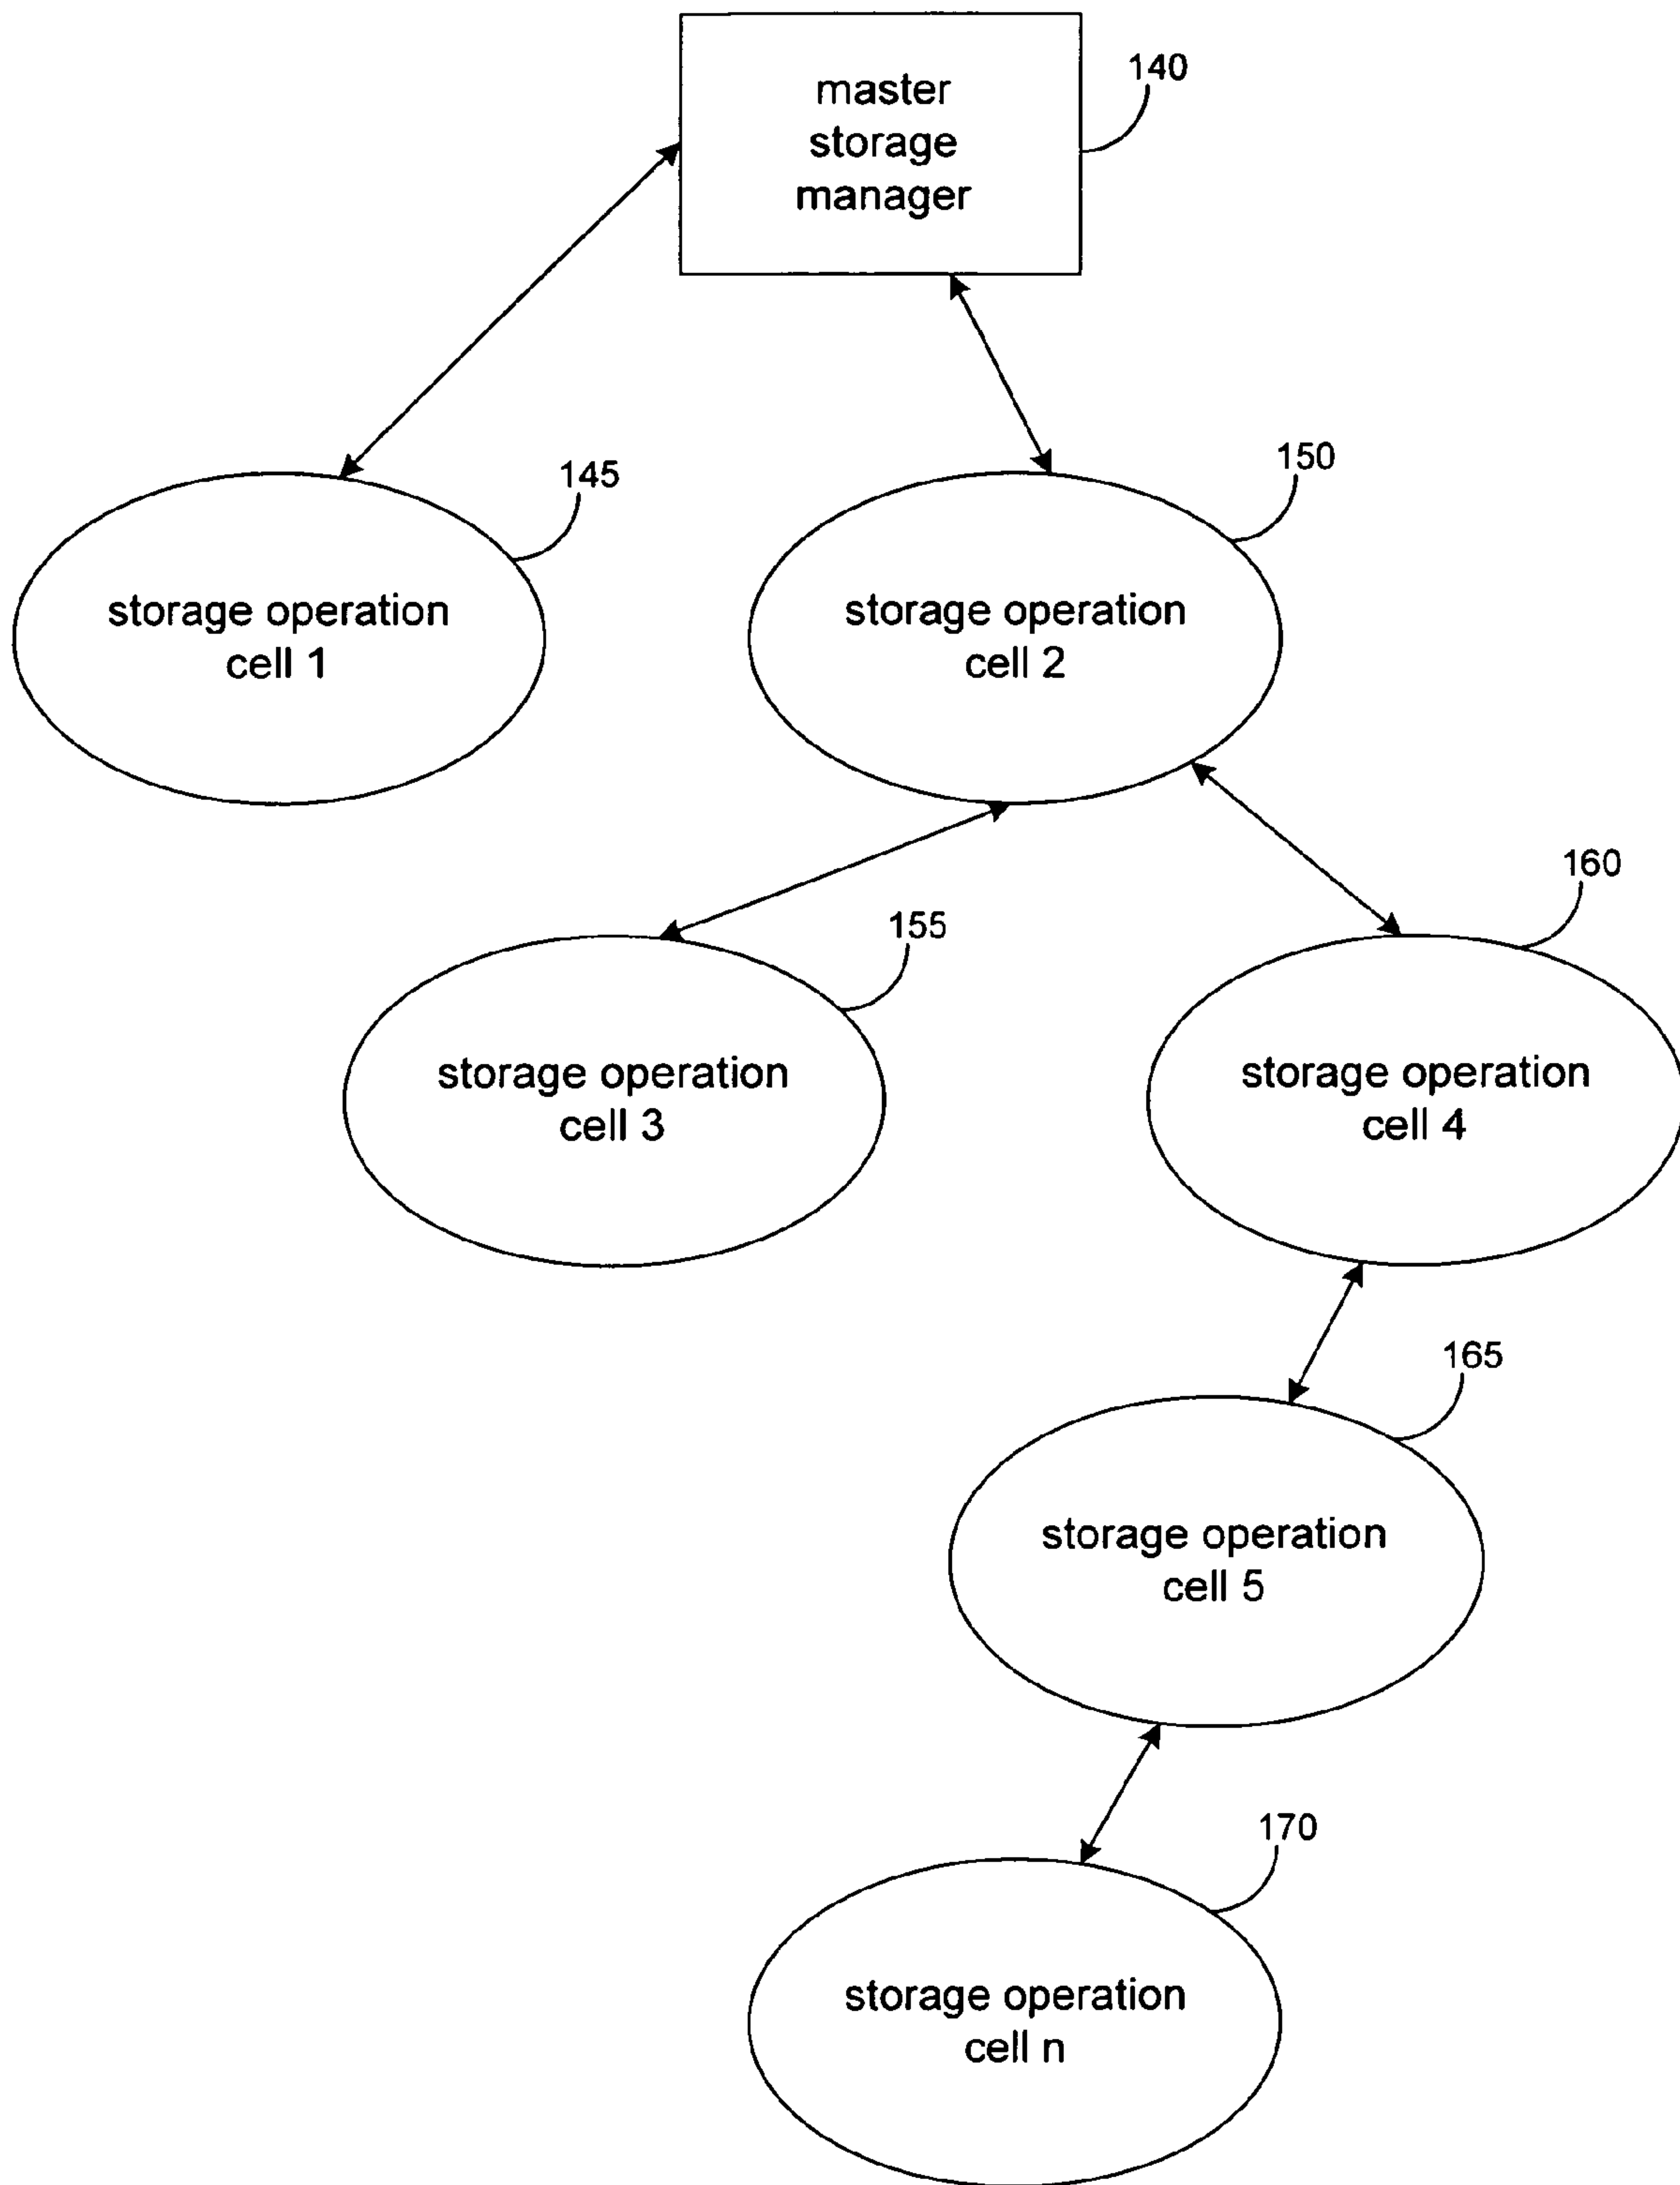 master
storage
manager
140
145
150
storage operation
cell 1
storage operation
cell 2
155
160
storage operation
cell 3
storage operation
cell 4
165
storage operation
cell 5
170
storage operation
cell n